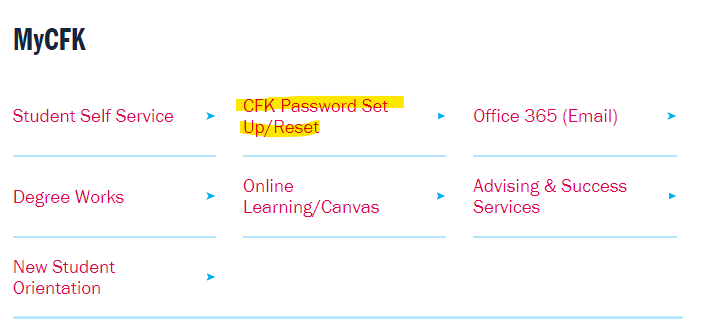 MyCFK
Student Self Service
CFK Password Set
Up/Reset
Office 365 (Email)
Degree Works
Online
Learning/Canvas
Advising & Success
Services
New Student
Orientation